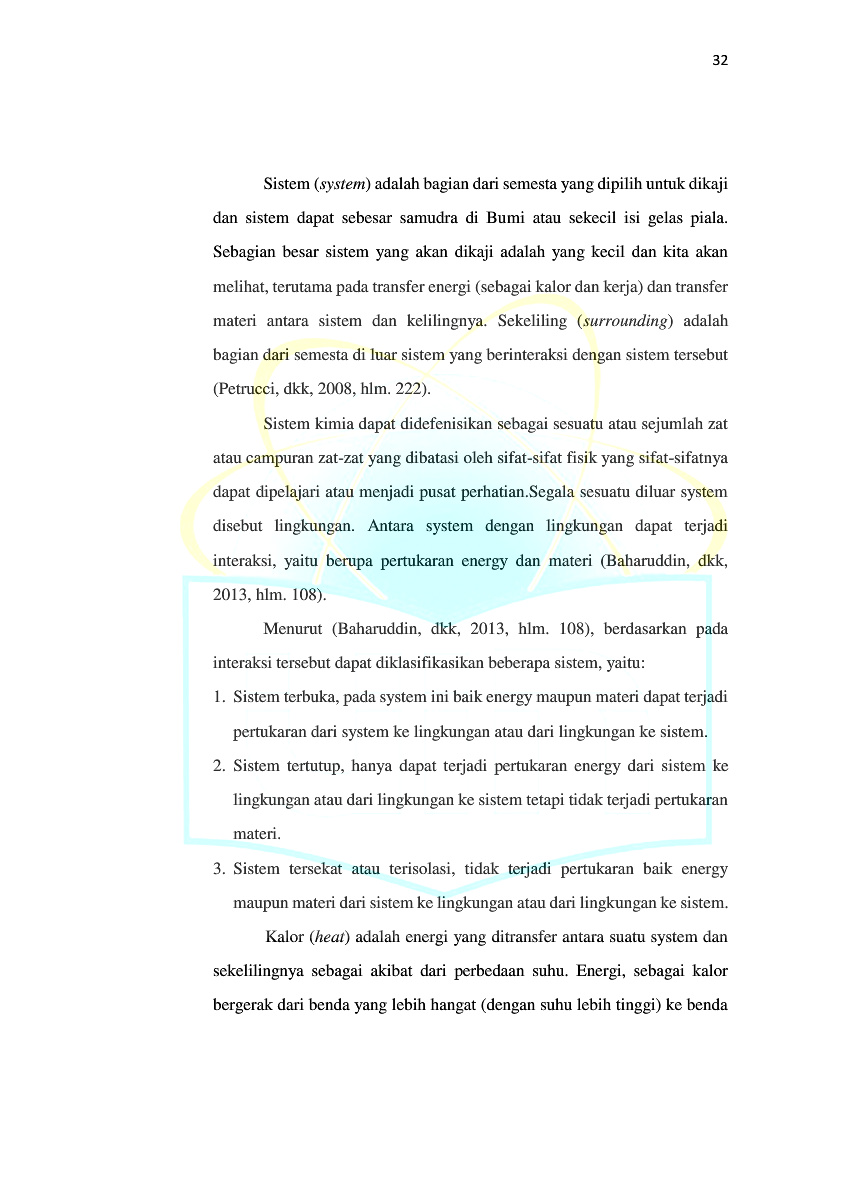 32
Sistem (system) adalah bagian dari semesta yang dipilih untuk dikaji
dan sistem dapat sebesar samudra di Bumi atau sekecil isi gelas piala.
Sebagian besar sistem yang akan dikaji adalah yang kecil dan kita akan
melihat, terutama pada transfer energi (sebagai kalor dan kerja) dan transfer
materi antara sistem dan kelilingnya. Sekeliling (surrounding) adalah
bagian dari semesta di luar sistem yang berinteraksi dengan sistem tersebut
(Petrucci, dkk, 2008, hlm. 222).
Sistem kimia dapat didefenisikan sebagai sesuatu atau sejumlah zat
atau campuran zat-zat yang dibatasi oleh sifat-sifat fisik yang sifat-sifatnya
dapat dipelajari atau menjadi pusat perhatian.Segala sesuatu diluar system
disebut lingkungan. Antara system dengan lingkungan dapat terjadi
interaksi, yaitu berupa pertukaran energy dan materi (Baharuddin, dkk,
2013, hlm. 108).
Menurut (Baharuddin, dkk, 2013, hlm. 108), berdasarkan pada
interaksi tersebut dapat diklasifikasikan beberapa sistem, yaitu:
1. Sistem terbuka, pada system ini baik energy maupun materi dapat terjadi
pertukaran dari system ke lingkungan atau dari lingkungan ke sistem.
2. Sistem tertutup, hanya dapat terjadi pertukaran energy dari sistem ke
lingkungan atau dari lingkungan ke sistem tetapi tidak terjadi pertukaran
materi.
3. Sistem tersekat atau terisolasi, tidak terjadi pertukaran baik energy
maupun materi dari sistem ke lingkungan atau dari lingkungan ke sistem.
Kalor (heat) adalah energi yang ditransfer antara suatu system dan
sekelilingnya sebagai akibat dari perbedaan suhu. Energi, sebagai kalor
bergerak dari benda yang lebih hangat (dengan suhu lebih tinggi) ke benda